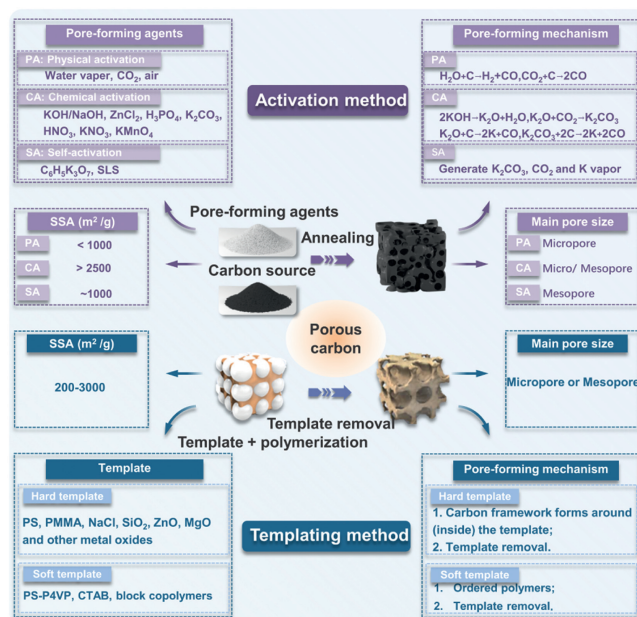 Pore-forming agents
PA: Physical activation
Water vaper, CO₂, air
CA: Chemical activation
KOH/NaOH, ZnCl₂, H₃PO₄, K₂CO₃,
HNO₃, KNO₃, KMnO₄
SA: Self-activation
C₆H₅K₃O₇, SLS
Activation method
Pore-forming mechanism
PA
H₂O+C→H₂+CO,CO₂+C→2CO
CA
2KOH→K₂O+H₂O,K₂O+CO₂→K₂CO₃
K₂O+C→2K+CO,K₂CO₃+2C→2K+2CO
SA
Generate K₂CO₃, CO₂ and K vapor
SSA (m² /g)
PA < 1000
CA > 2500
SA ~1000
Pore-forming agents
Annealing
Carbon source
Main pore size
PA Micropore
CA Micro/ Mesopore
SA Mesopore
Porous
carbon
SSA (m² /g)
200-3000
Template removal
Template + polymerization
Main pore size
Micropore or Mesopore
Template
Hard template
PS, PMMA, NaCl, SiO₂, ZnO, MgO
and other metal oxides
Soft template
PS-P4VP, CTAB, block copolymers
Templating method
Pore-forming mechanism
Hard template
1. Carbon framework forms around
(inside) the template;
2. Template removal.
Soft template
1. Ordered polymers;
2. Template removal.